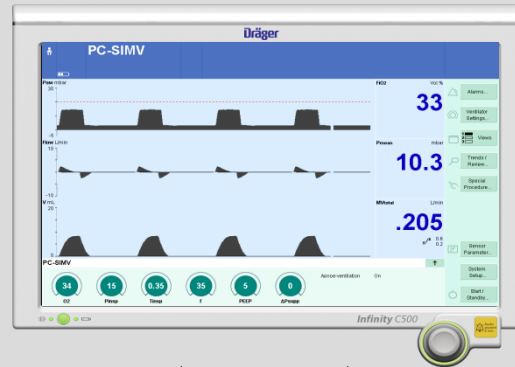 Dräger
PC-SIMV
Paw mbar
30
-5
Flow L/min
10
-10
V mL
20
0
FiO2 Vol.%
33
Pmean mbar
10.3
MVtotal L/min
.205
0.8
0.2
Alarms...
Ventilator
Settings...
Views
Trends /
Review...
Special
Procedure...
Sensor
Parameter...
System
Setup...
Start /
Standby...
PC-SIMV
34
15
0.35
35
5
0
O2
Pinsp
Tinsp
f
PEEP
ΔPsupp
Apnoe-ventilation On
Infinity C500